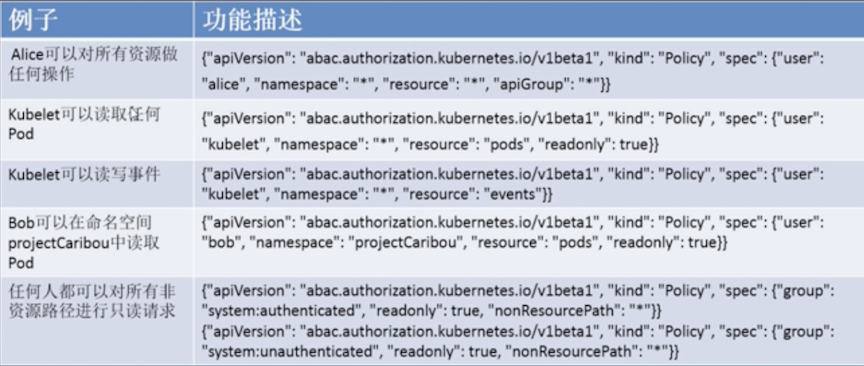 例子
功能描述
Alice可以对所有资源做
任何操作
{"apiVersion": "abac.authorization.kubernetes.io/v1beta1", "kind": "Policy", "spec": {"user":
"alice", "namespace": "*", "resource": "*", "apiGroup": "*"}}
Kubelet可以读取任何
Pod
{"apiVersion": "abac.authorization.kubernetes.io/v1beta1", "kind": "Policy", "spec": {"user":
"kubelet", "namespace": "*", "resource": "pods", "readonly": true}}
Kubelet可以读写事件
{"apiVersion": "abac.authorization.kubernetes.io/v1beta1", "kind": "Policy", "spec": {"user":
"kubelet", "namespace": "*", "resource": "events"}}
Bob可以在命名空间
projectCaribou中读取
Pod
{"apiVersion": "abac.authorization.kubernetes.io/v1beta1", "kind": "Policy", "spec": {"user":
"bob", "namespace": "projectCaribou", "resource": "pods", "readonly": true}}
任何人都可以对所有非
资源路径进行只读请求
{"apiVersion": "abac.authorization.kubernetes.io/v1beta1", "kind": "Policy", "spec": {"group":
"system:authenticated", "readonly": true, "nonResourcePath": "*"}}
{"apiVersion": "abac.authorization.kubernetes.io/v1beta1", "kind": "Policy", "spec": {"group":
"system:unauthenticated", "readonly": true, "nonResourcePath": "*"}}